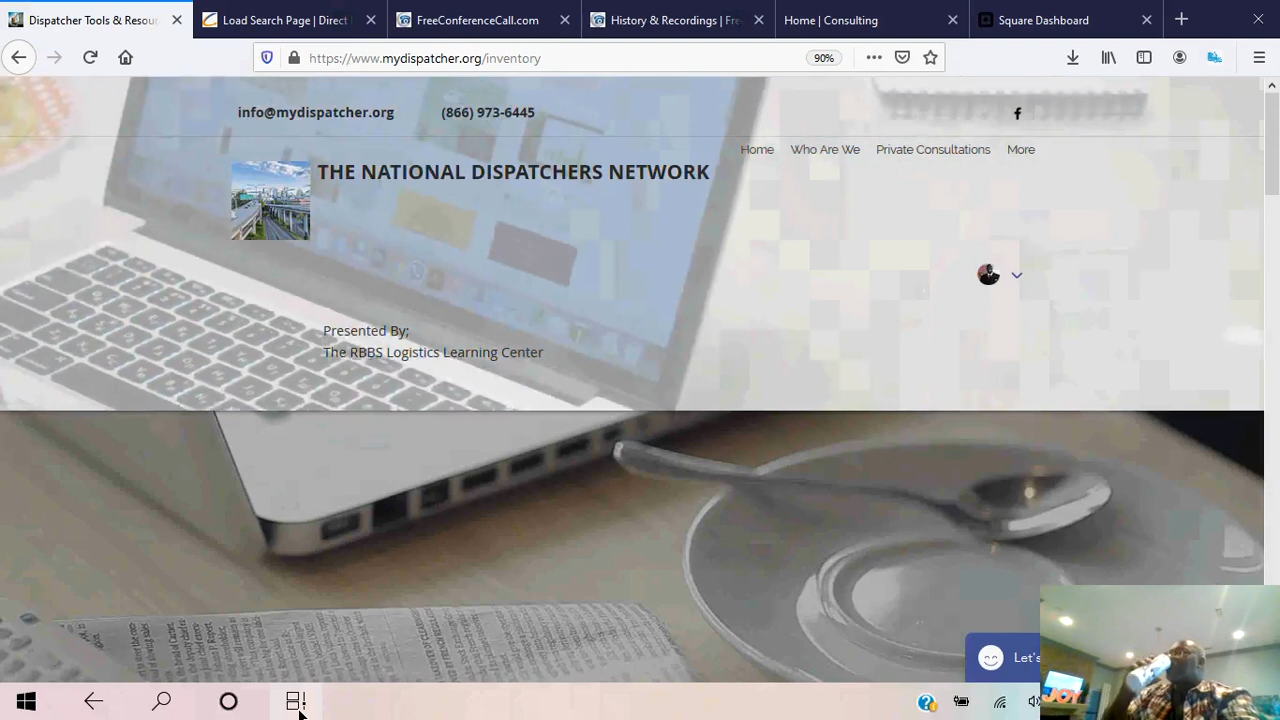 Dispatcher Tools & Resou
Load Search Page | Direct
FreeConferenceCall.com
History & Recordings | Fre
Home | Consulting
Square Dashboard
https://www.mydispatcher.org/inventory
90%
info@mydispatcher.org
(866) 973-6445
Home
Who Are We
Private Consultations
More
THE NATIONAL DISPATCHERS NETWORK
Presented By;
The RBBS Logistics Learning Center
Let's
JOY